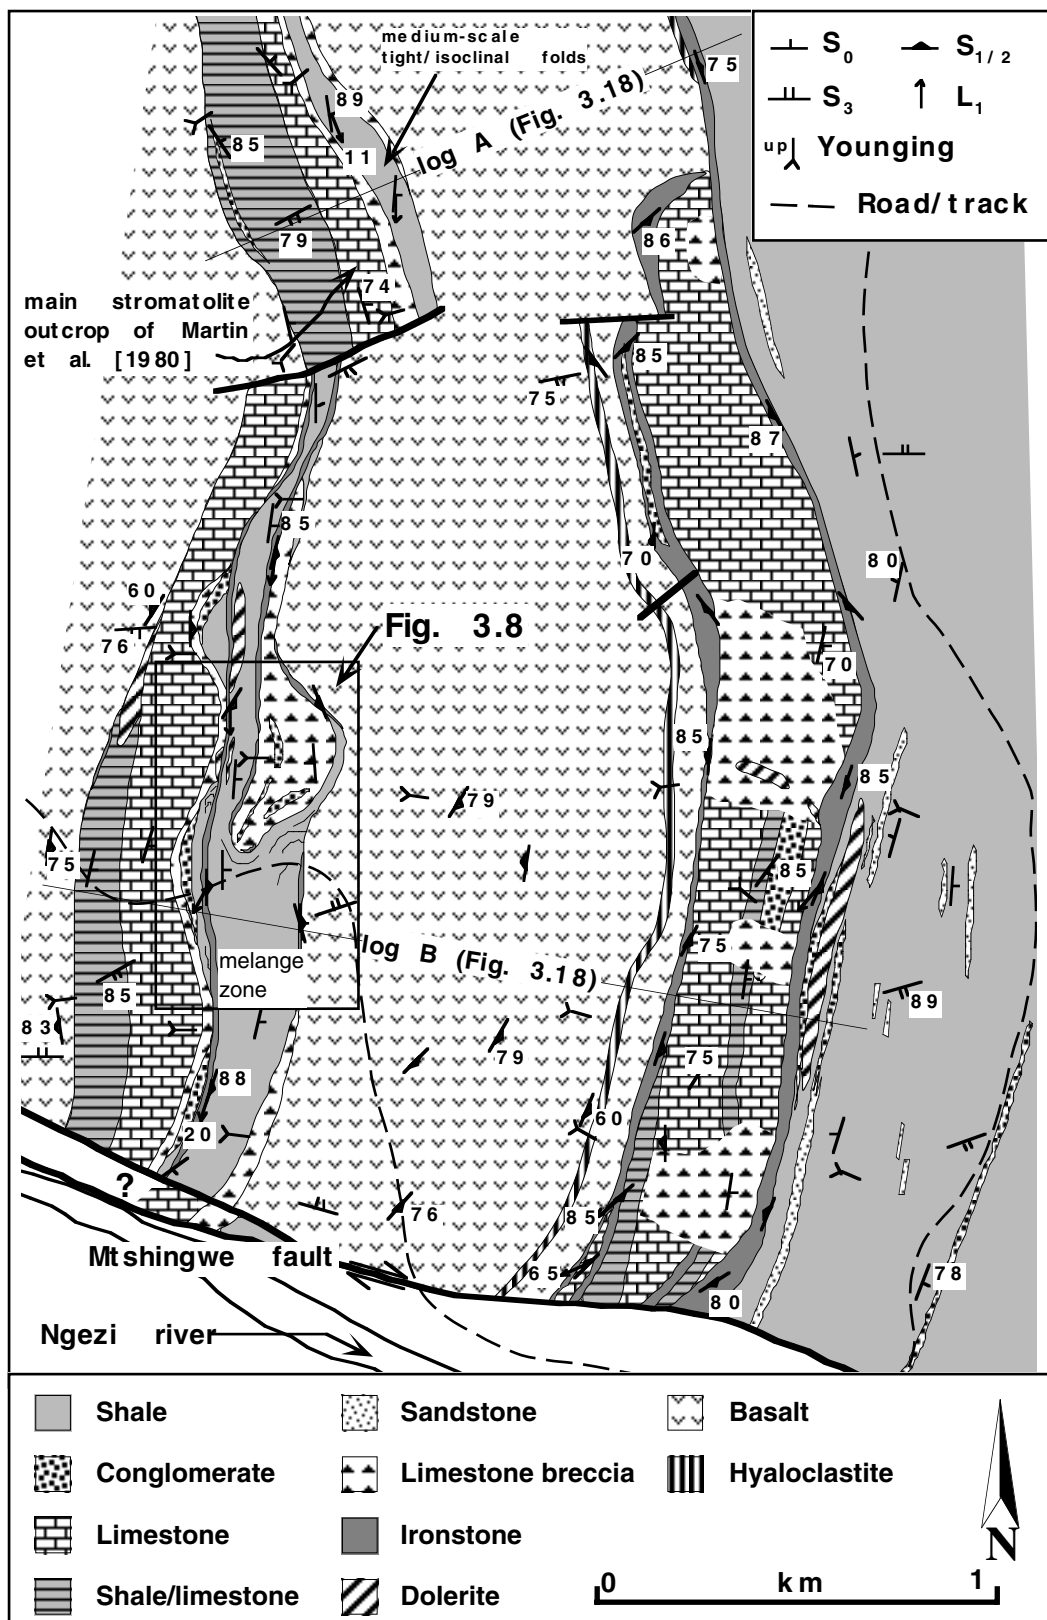 medium-scale
tight/isoclinal folds
75
S0
S1/2
S3
L1
up
Younging
Road/track
89
11
85
log A (Fig. 3.18)
79
86
74
main stromatolite
outcrop of Martin
et al. [1980]
85
75
87
85
70
80
60
76
Fig. 3.8
70
85
79
85
75
85
log B (Fig. 3.18)
75
melange
zone
85
89
83
79
75
88
60
20
?
76
85
Mtshingwe fault
65
78
80
Ngezi river
Shale
Sandstone
Basalt
Conglomerate
Limestone breccia
Hyaloclastite
Limestone
Ironstone
N
Shale/limestone
Dolerite
0 km 1